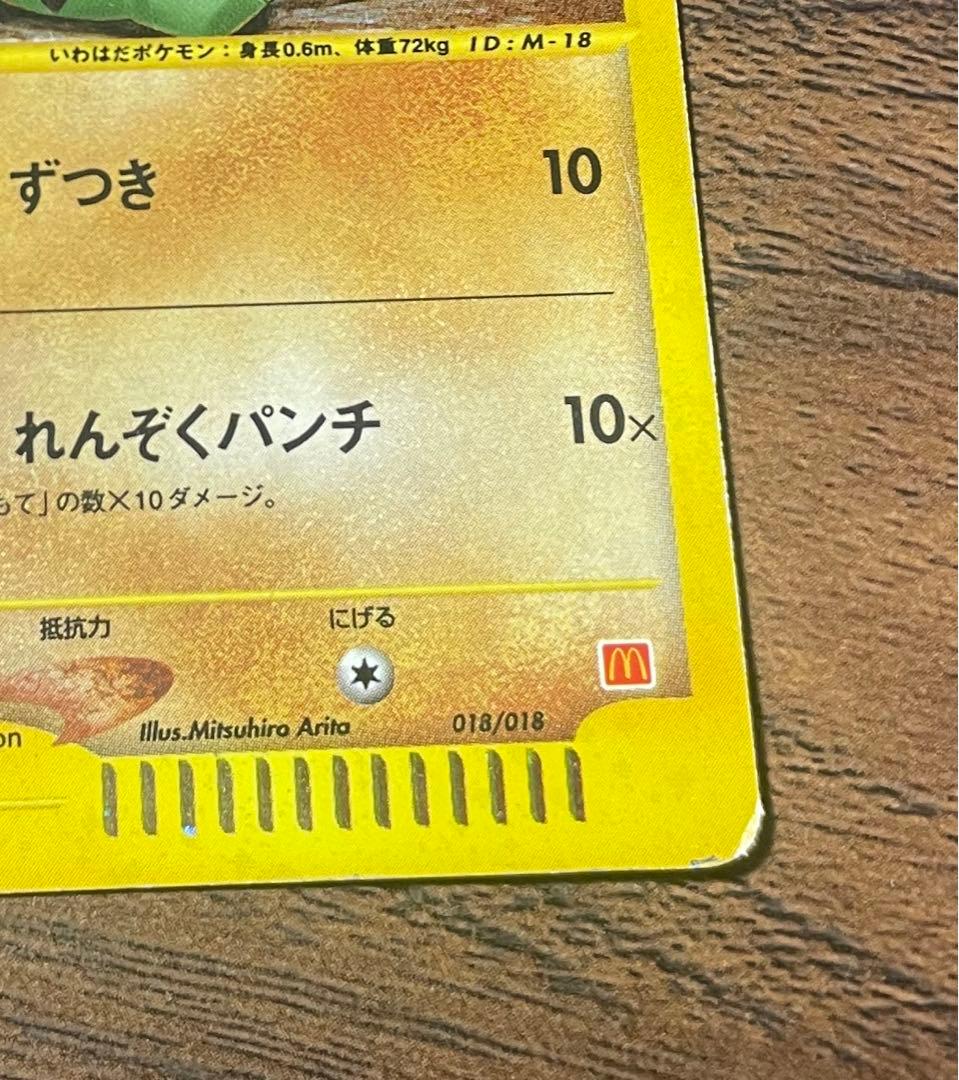 いわはだポケモン：身長0.6m、体重72kg ID:M-18
ずつき 10
れんぞくパンチ 10×
もて」の数×10ダメージ。
抵抗力 にげる
Illus.Mitsuhiro Arita 018/018
on